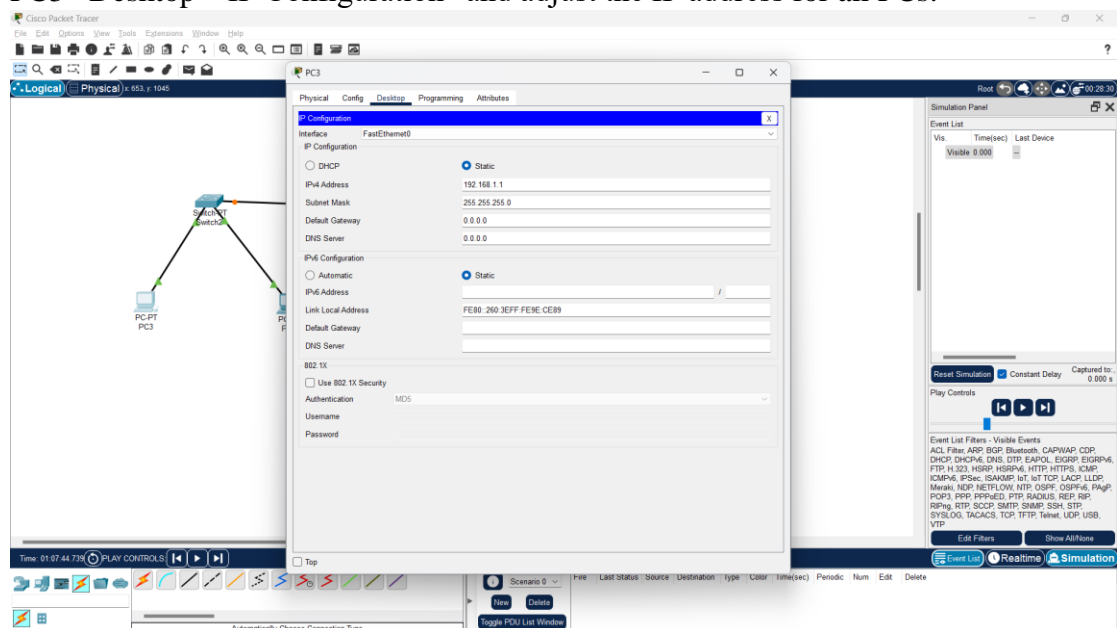 PC3 - Desktop - IP Configuration
Cisco Packet Tracer
File Edit Options View Tools Extensions Window Help
?
PC3
Logical Physical x: 653, y: 1045
Root 00:28:30
Physical Config Desktop Programming Attributes
IP Configuration X
Interface FastEthernet0
IP Configuration
DHCP Static
IPv4 Address 192.168.1.1
Subnet Mask 255.255.255.0
Default Gateway 0.0.0.0
DNS Server 0.0.0.0
IPv6 Configuration
Automatic Static
IPv6 Address /
Link Local Address FE80::260:3EFF:FE9E:CE89
Default Gateway
DNS Server
802.1X
Use 802.1X Security
Authentication MD5
Username
Password
Top
Switch-PT
Switch2
PC-PT
PC3
Simulation Panel
Event List
Vis. Time(sec) Last Device
Visible 0.000 --
Reset Simulation Constant Delay Captured to:
0.000 s
Play Controls
Event List Filters - Visible Events
ACL Filter, ARP, BGP, Bluetooth, CAPWAP, CDP,
DHCP, DHCPv6, DNS, DTP, EAPOL, EIGRP, EIGRPv6,
FTP, H.323, HSRP, HSRPv6, HTTP, HTTPS, ICMP,
ICMPv6, IPSec, ISAKMP, IoT, IoT TCP, LACP, LLDP,
Meraki, NDP, NETFLOW, NTP, OSPF, OSPFv6, PAgP,
POP3, PPP, PPPoED, PTP, RADIUS, REP, RIP,
RIPng, RTP, SCCP, SMTP, SNMP, SSH, STP,
SYSLOG, TACACS, TCP, TFTP, Telnet, UDP, USB,
VTP
Edit Filters Show All/None
Time: 01:07:44.739 PLAY CONTROLS:
Event List Realtime Simulation
Scenario 0
Fire Last Status Source Destination Type Color Time(sec) Periodic Num Edit Delete
New Delete
Toggle PDU List Window